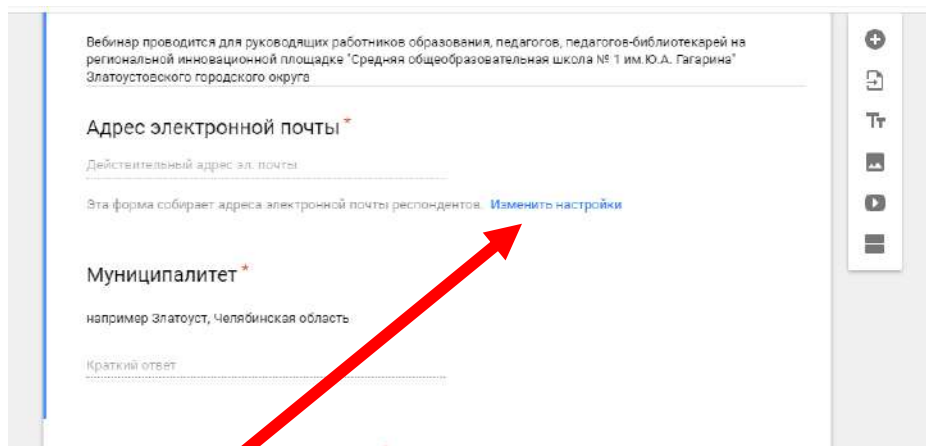 Вебинар проводится для руководящих работников образования, педагогов, педагогов-библиотекарей на
региональной инновационной площадке "Средняя общеобразовательная школа № 1 им.Ю.А. Гагарина"
Златоустовского городского округа
Адрес электронной почты *
Действительный адрес эл. почты
Эта форма собирает адреса электронной почты респондентов. Изменить настройки
Муниципалитет *
например Златоуст, Челябинская область
Краткий ответ
Тт